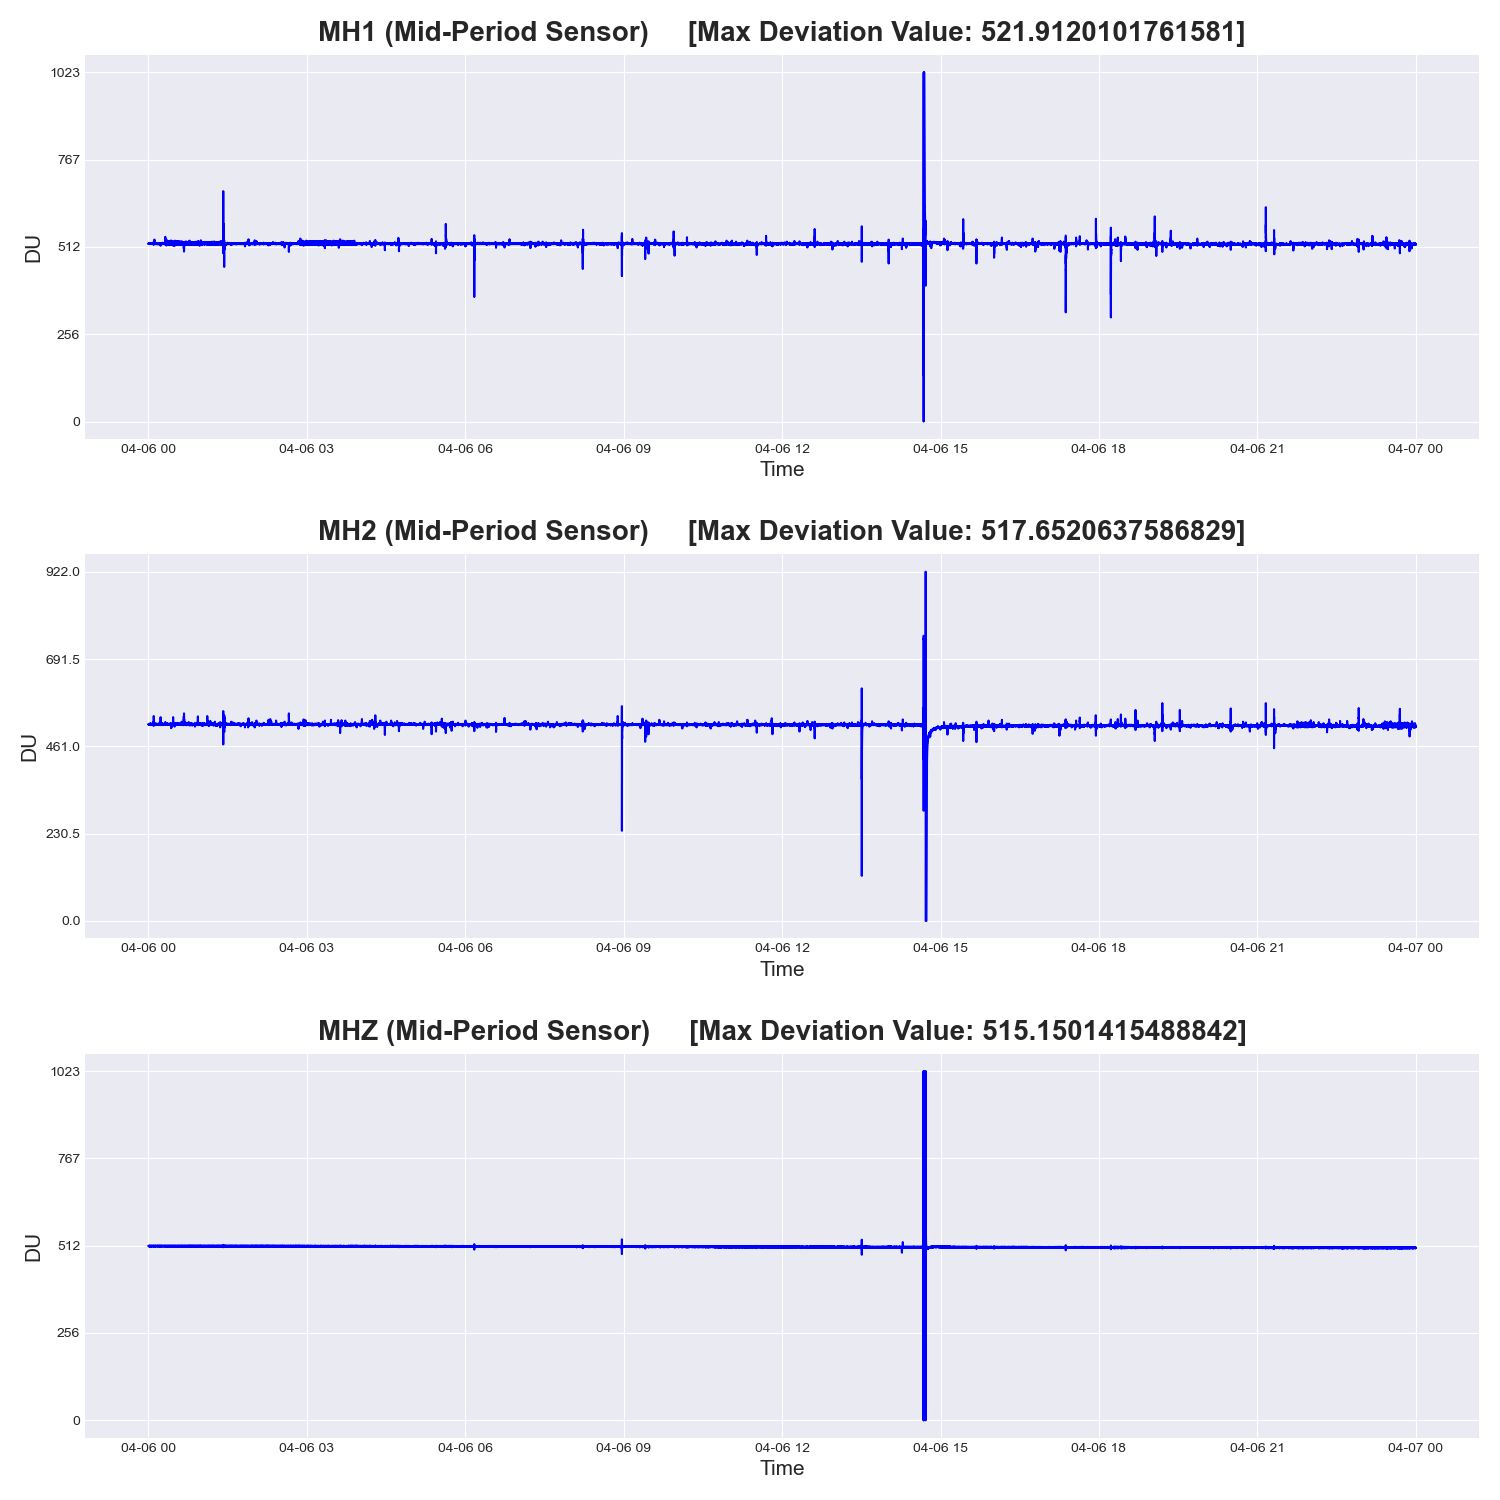 MH1 (Mid-Period Sensor) [Max Deviation Value: 521.9120101761581]
1023
767
512
256
0
DU
04-06 00 04-06 03 04-06 06 04-06 09 04-06 12 04-06 15 04-06 18 04-06 21 04-07 00
Time
MH2 (Mid-Period Sensor) [Max Deviation Value: 517.6520637586829]
922.0
691.5
461.0
230.5
0.0
DU
04-06 00 04-06 03 04-06 06 04-06 09 04-06 12 04-06 15 04-06 18 04-06 21 04-07 00
Time
MHZ (Mid-Period Sensor) [Max Deviation Value: 515.1501415488842]
1023
767
512
256
0
DU
04-06 00 04-06 03 04-06 06 04-06 09 04-06 12 04-06 15 04-06 18 04-06 21 04-07 00
Time